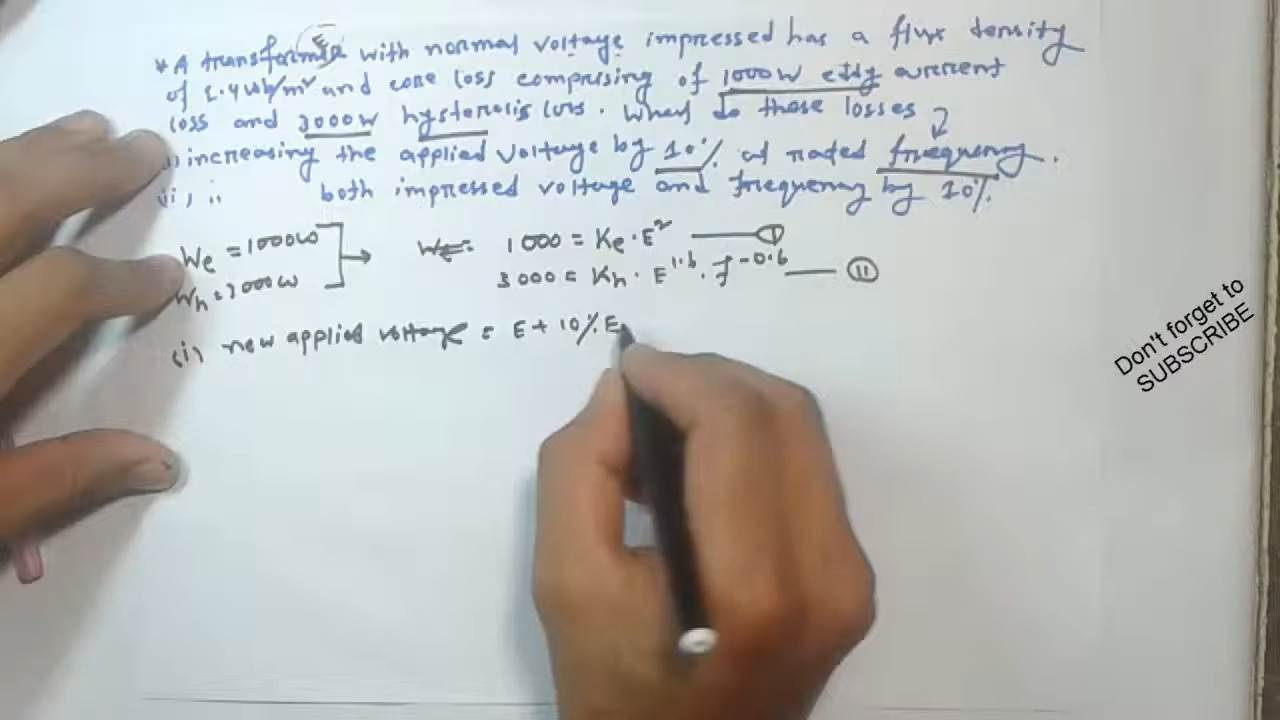 * A transformer with normal voltage impressed has a flux density
of 1.4 wb/m² and core loss comprising of 1000W eddy current
loss and 3000W hysteresis loss. What do these losses
i) increasing the applied voltage by 10% at rated frequency.
ii) ,, both impressed voltage and frequency by 10%.
We = 1000W
Wh = 3000W
1000 = Ke · E² — (I)
3000 = Kh · E^1.6 · f^-0.6 — (II)
(i) new applied voltage = E + 10% E
Don't forget to
SUBSCRIBE